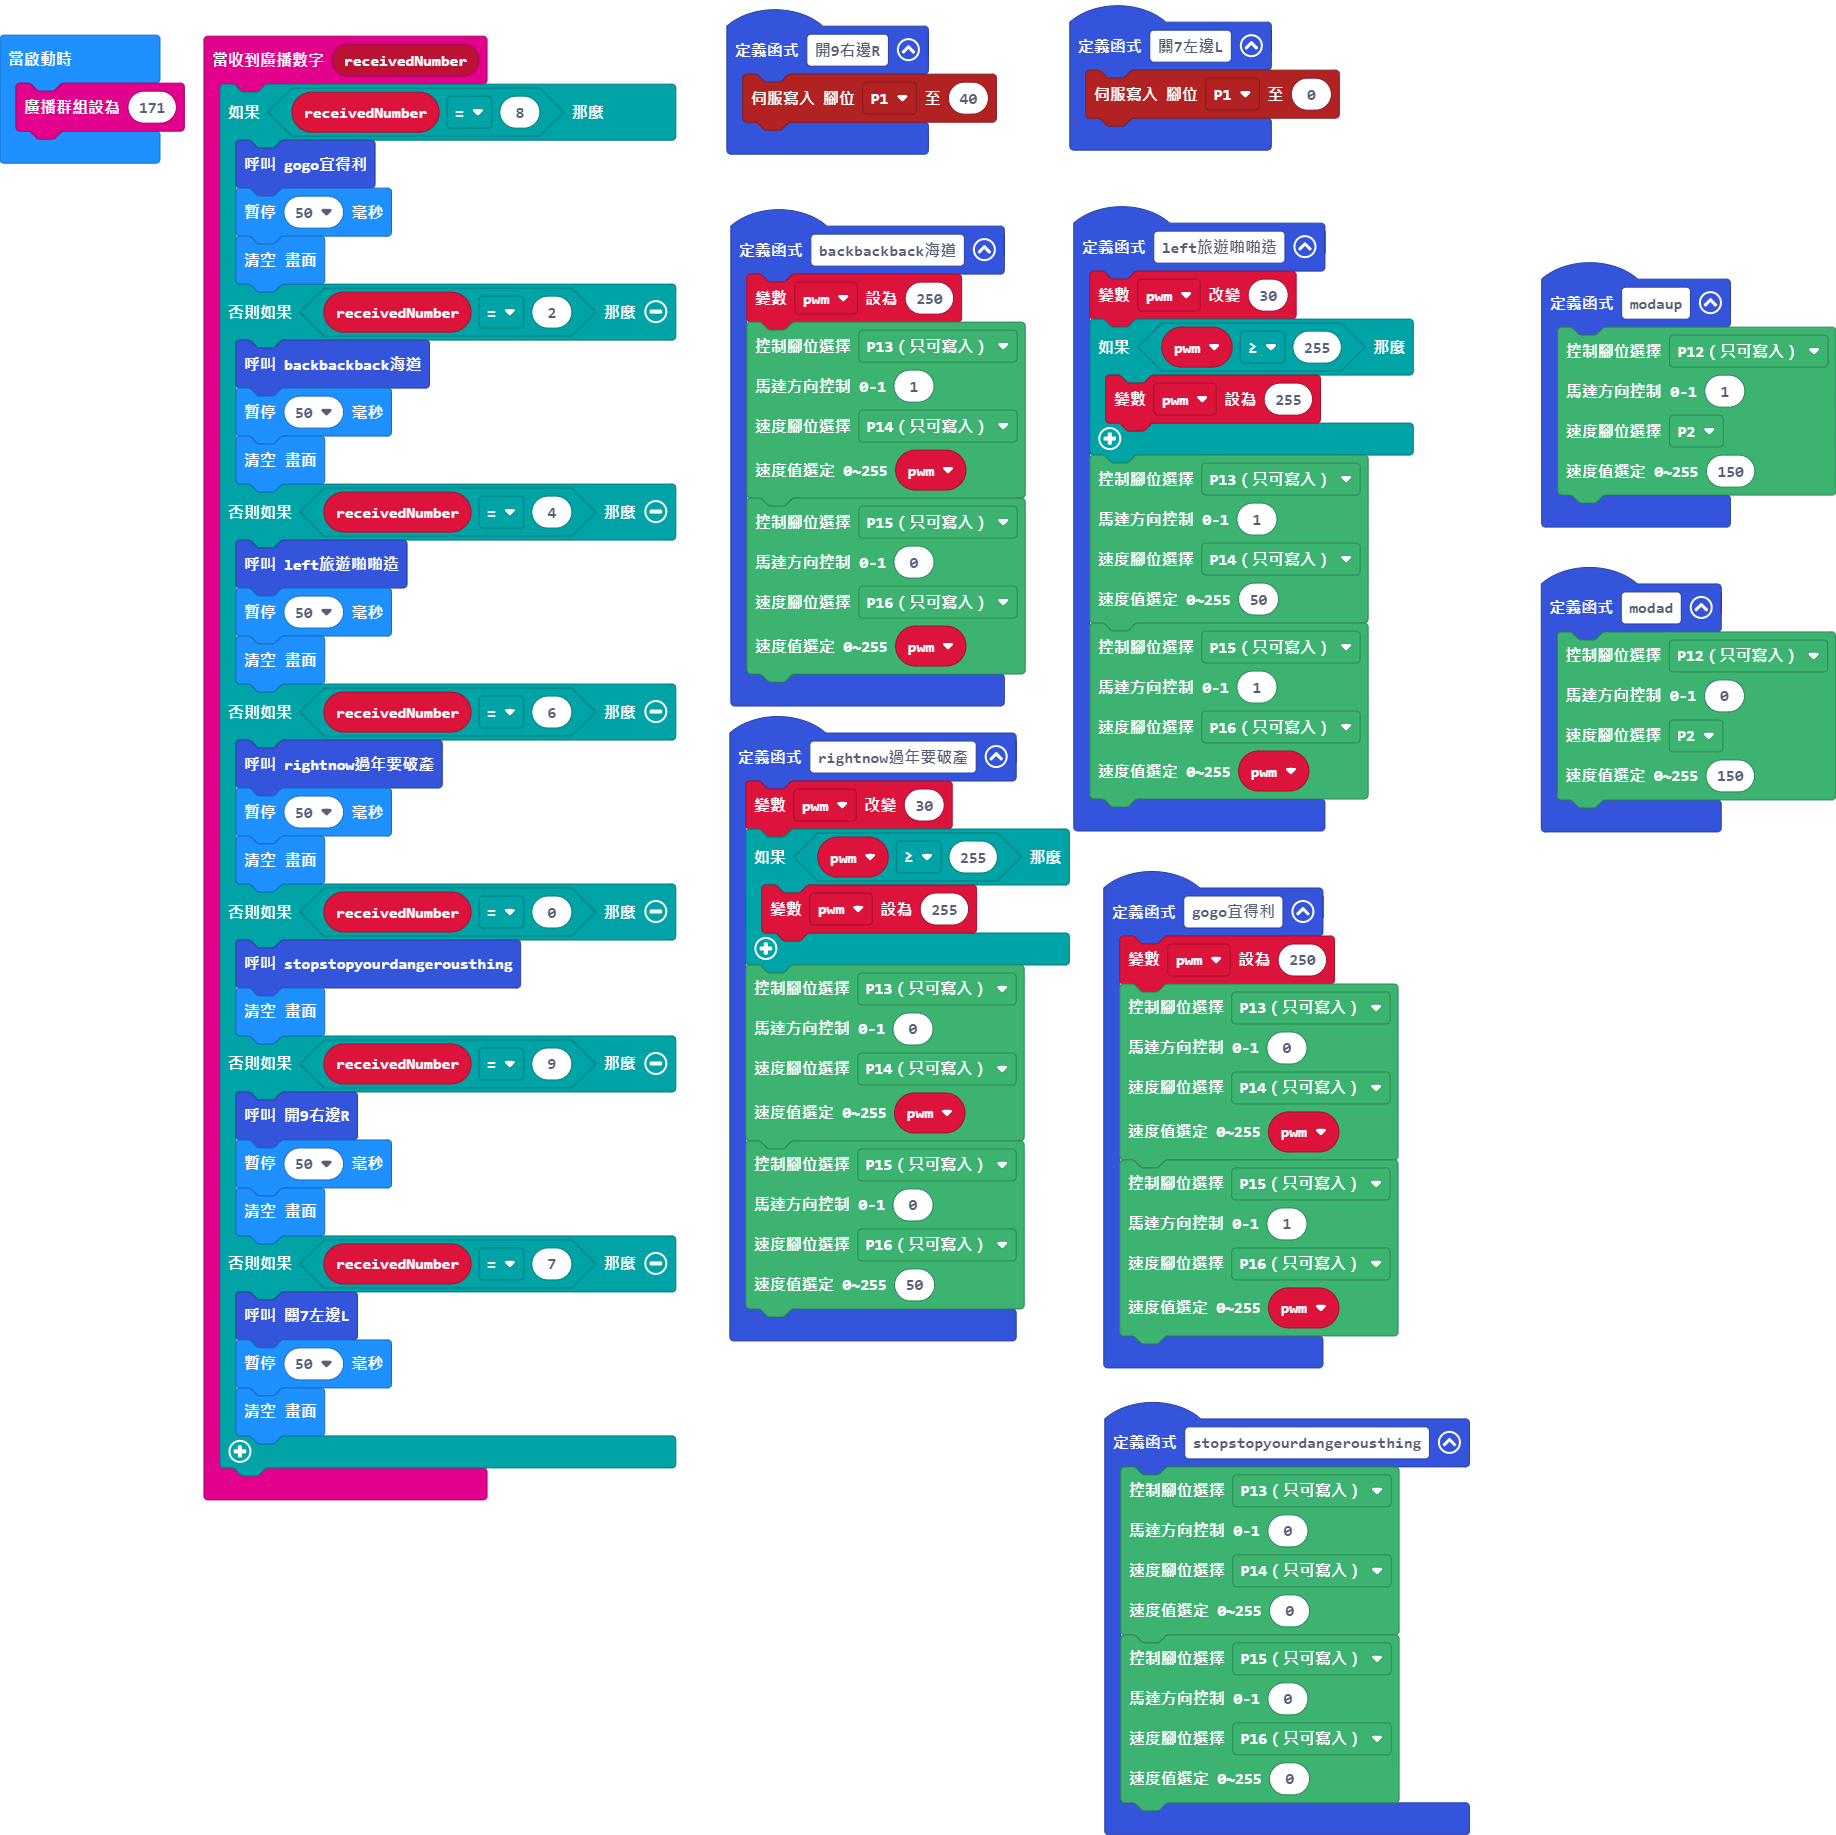 當啟動時
廣播群組設為 171
當收到廣播數字 receivedNumber
如果 receivedNumber = 8 那麼
呼叫 gogo宜得利
暫停 50 毫秒
清空 畫面
否則如果 receivedNumber = 2 那麼
呼叫 backbackback海道
暫停 50 毫秒
清空 畫面
否則如果 receivedNumber = 4 那麼
呼叫 left旅遊啪啪造
暫停 50 毫秒
清空 畫面
否則如果 receivedNumber = 6 那麼
呼叫 rightnow過年要破產
暫停 50 毫秒
清空 畫面
否則如果 receivedNumber = 0 那麼
呼叫 stopstopyourdangerousthing
清空 畫面
否則如果 receivedNumber = 9 那麼
呼叫 開9右邊R
暫停 50 毫秒
清空 畫面
否則如果 receivedNumber = 7 那麼
呼叫 關7左邊L
暫停 50 毫秒
清空 畫面
定義函式 開9右邊R
伺服寫入 腳位 P1 至 40
定義函式 關7左邊L
伺服寫入 腳位 P1 至 0
定義函式 backbackback海道
變數 pwm 設為 250
控制腳位選擇 P13 ( 只可寫入 )
馬達方向控制 0-1 1
速度腳位選擇 P14 ( 只可寫入 )
速度值選定 0~255 pwm
控制腳位選擇 P15 ( 只可寫入 )
馬達方向控制 0-1 0
速度腳位選擇 P16 ( 只可寫入 )
速度值選定 0~255 pwm
定義函式 rightnow過年要破產
變數 pwm 改變 30
如果 pwm ≥ 255 那麼
變數 pwm 設為 255
控制腳位選擇 P13 ( 只可寫入 )
馬達方向控制 0-1 0
速度腳位選擇 P14 ( 只可寫入 )
速度值選定 0~255 pwm
控制腳位選擇 P15 ( 只可寫入 )
馬達方向控制 0-1 0
速度腳位選擇 P16 ( 只可寫入 )
速度值選定 0~255 50
定義函式 left旅遊啪啪造
變數 pwm 改變 30
如果 pwm ≥ 255 那麼
變數 pwm 設為 255
控制腳位選擇 P13 ( 只可寫入 )
馬達方向控制 0-1 1
速度腳位選擇 P14 ( 只可寫入 )
速度值選定 0~255 50
控制腳位選擇 P15 ( 只可寫入 )
馬達方向控制 0-1 1
速度腳位選擇 P16 ( 只可寫入 )
速度值選定 0~255 pwm
定義函式 gogo宜得利
變數 pwm 設為 250
控制腳位選擇 P13 ( 只可寫入 )
馬達方向控制 0-1 0
速度腳位選擇 P14 ( 只可寫入 )
速度值選定 0~255 pwm
控制腳位選擇 P15 ( 只可寫入 )
馬達方向控制 0-1 1
速度腳位選擇 P16 ( 只可寫入 )
速度值選定 0~255 pwm
定義函式 stopstopyourdangerousthing
控制腳位選擇 P13 ( 只可寫入 )
馬達方向控制 0-1 0
速度腳位選擇 P14 ( 只可寫入 )
速度值選定 0~255 0
控制腳位選擇 P15 ( 只可寫入 )
馬達方向控制 0-1 0
速度腳位選擇 P16 ( 只可寫入 )
速度值選定 0~255 0
定義函式 modaup
控制腳位選擇 P12 ( 只可寫入 )
馬達方向控制 0-1 1
速度腳位選擇 P2
速度值選定 0~255 150
定義函式 modad
控制腳位選擇 P12 ( 只可寫入 )
馬達方向控制 0-1 0
速度腳位選擇 P2
速度值選定 0~255 150